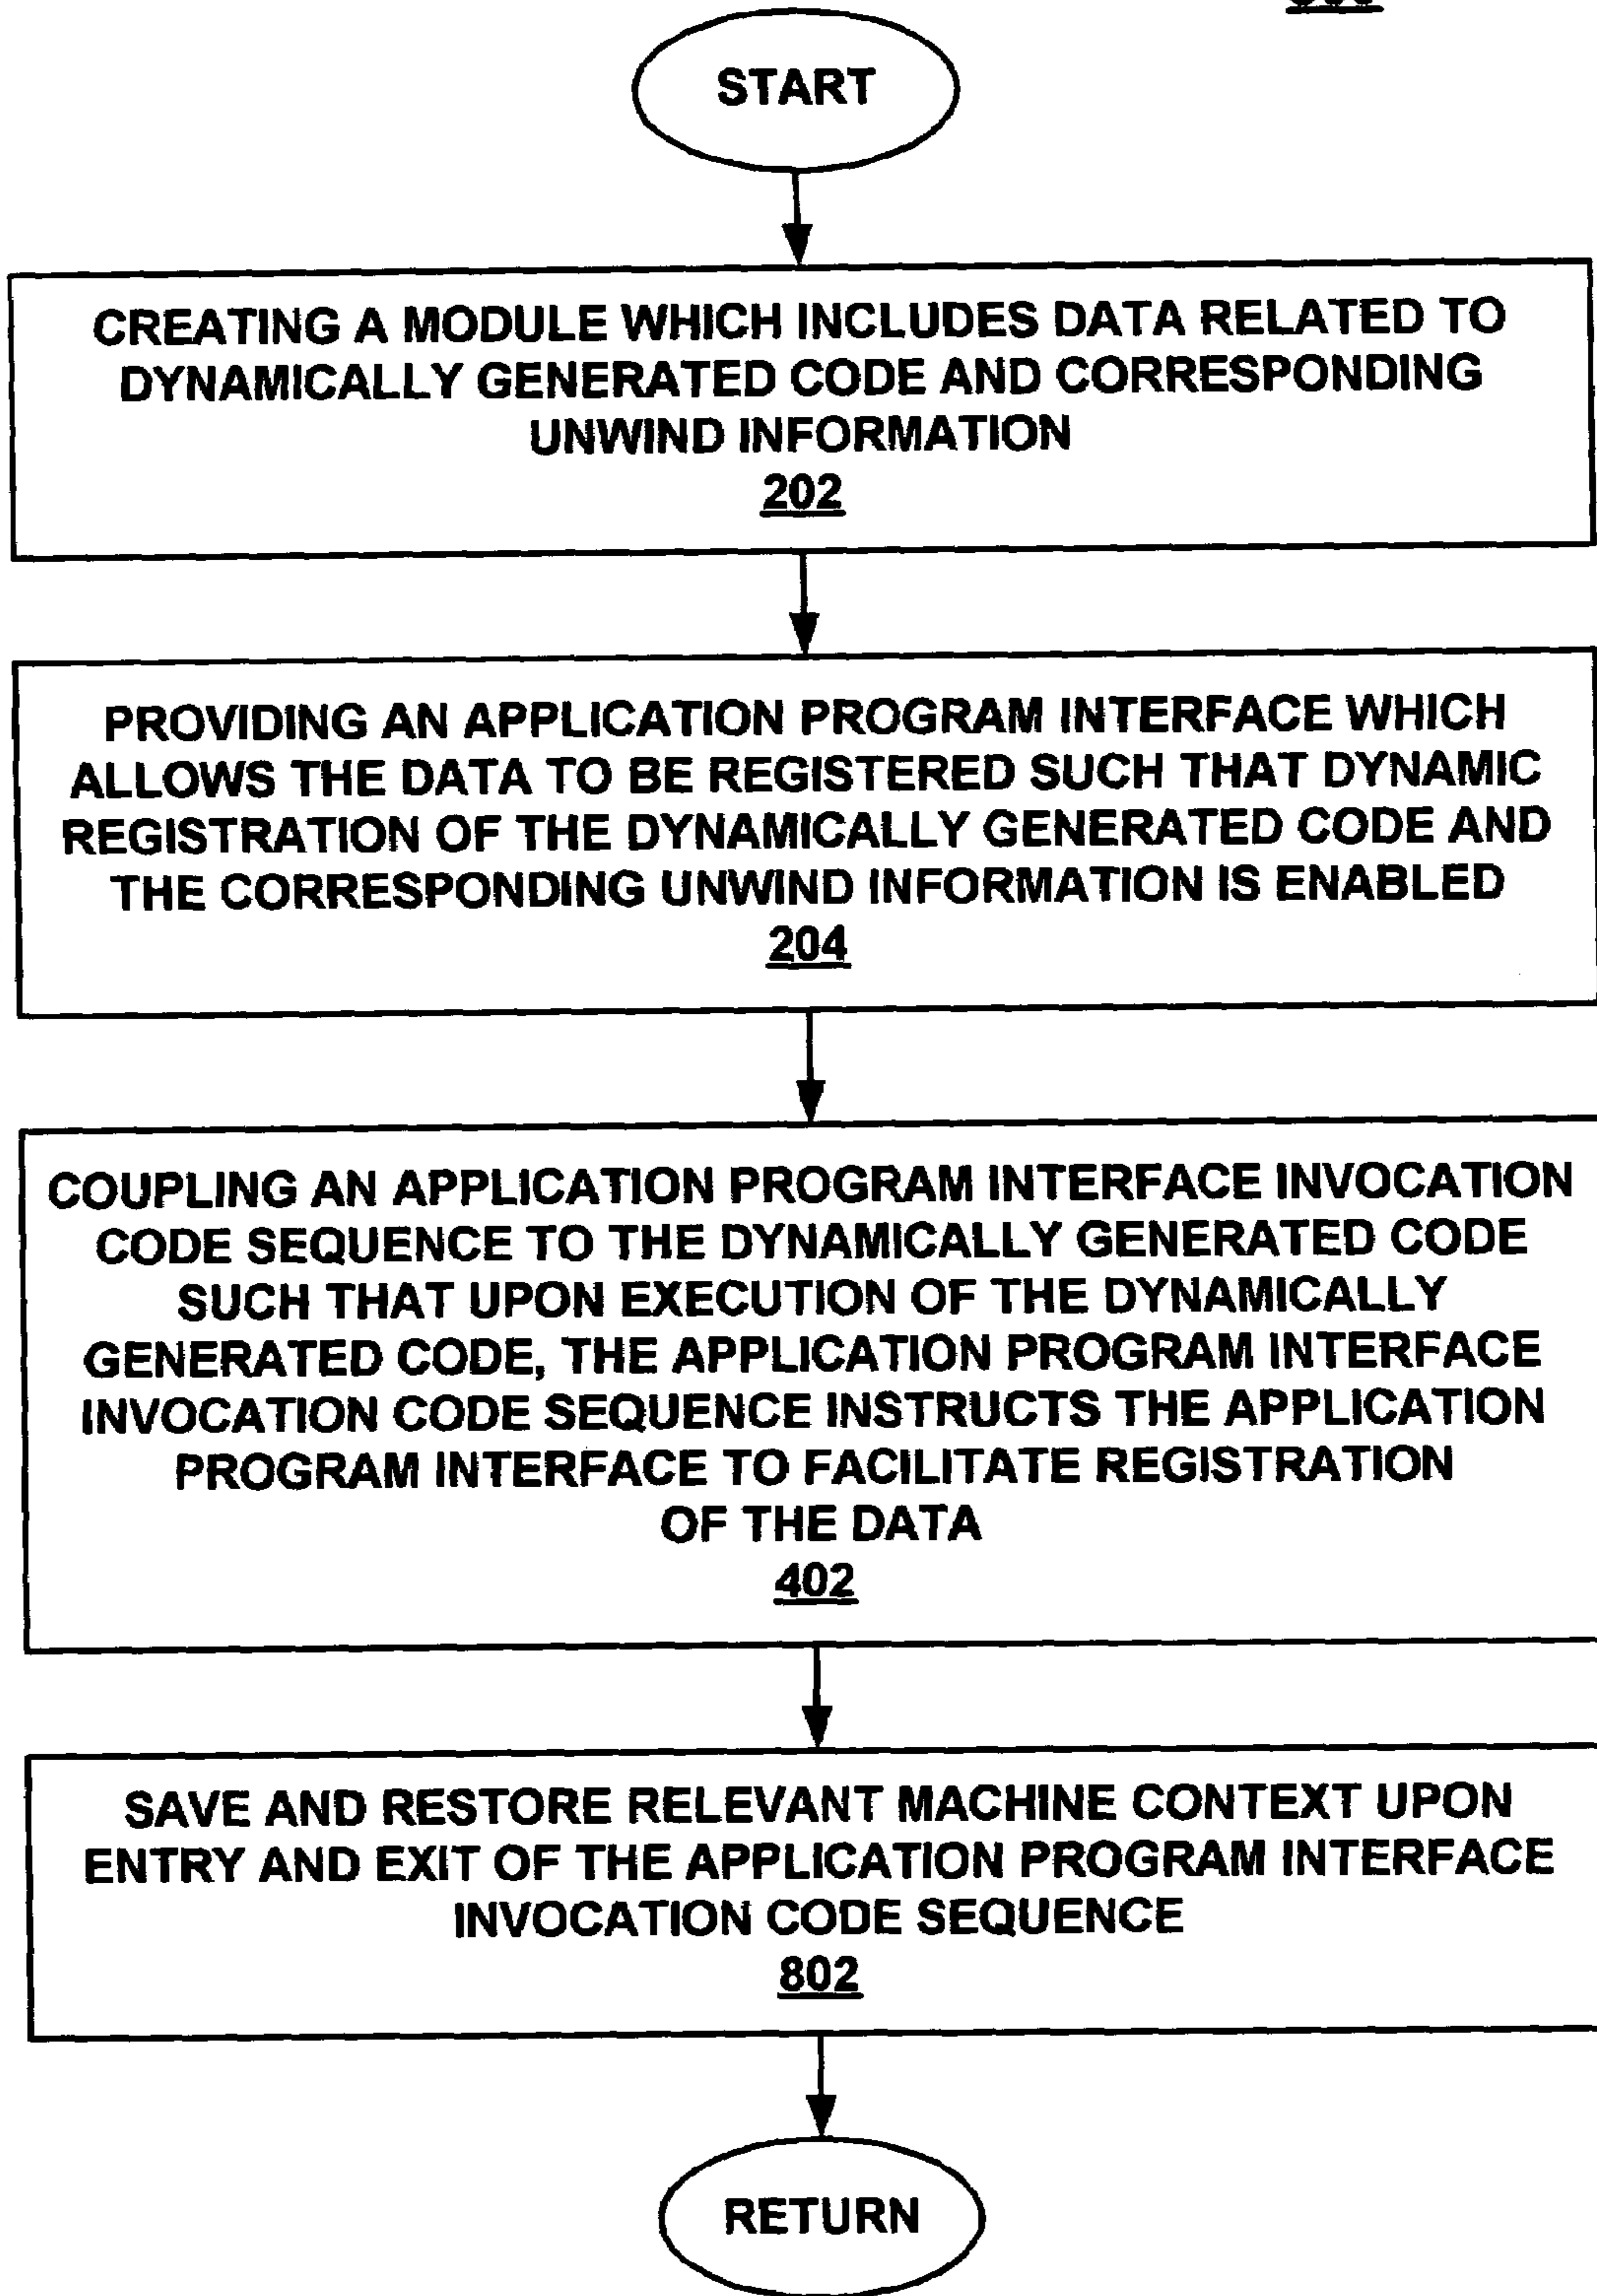 START
CREATING A MODULE WHICH INCLUDES DATA RELATED TO
DYNAMICALLY GENERATED CODE AND CORRESPONDING
UNWIND INFORMATION
202
PROVIDING AN APPLICATION PROGRAM INTERFACE WHICH
ALLOWS THE DATA TO BE REGISTERED SUCH THAT DYNAMIC
REGISTRATION OF THE DYNAMICALLY GENERATED CODE AND
THE CORRESPONDING UNWIND INFORMATION IS ENABLED
204
COUPLING AN APPLICATION PROGRAM INTERFACE INVOCATION
CODE SEQUENCE TO THE DYNAMICALLY GENERATED CODE
SUCH THAT UPON EXECUTION OF THE DYNAMICALLY
GENERATED CODE, THE APPLICATION PROGRAM INTERFACE
INVOCATION CODE SEQUENCE INSTRUCTS THE APPLICATION
PROGRAM INTERFACE TO FACILITATE REGISTRATION
OF THE DATA
402
SAVE AND RESTORE RELEVANT MACHINE CONTEXT UPON
ENTRY AND EXIT OF THE APPLICATION PROGRAM INTERFACE
INVOCATION CODE SEQUENCE
802
RETURN